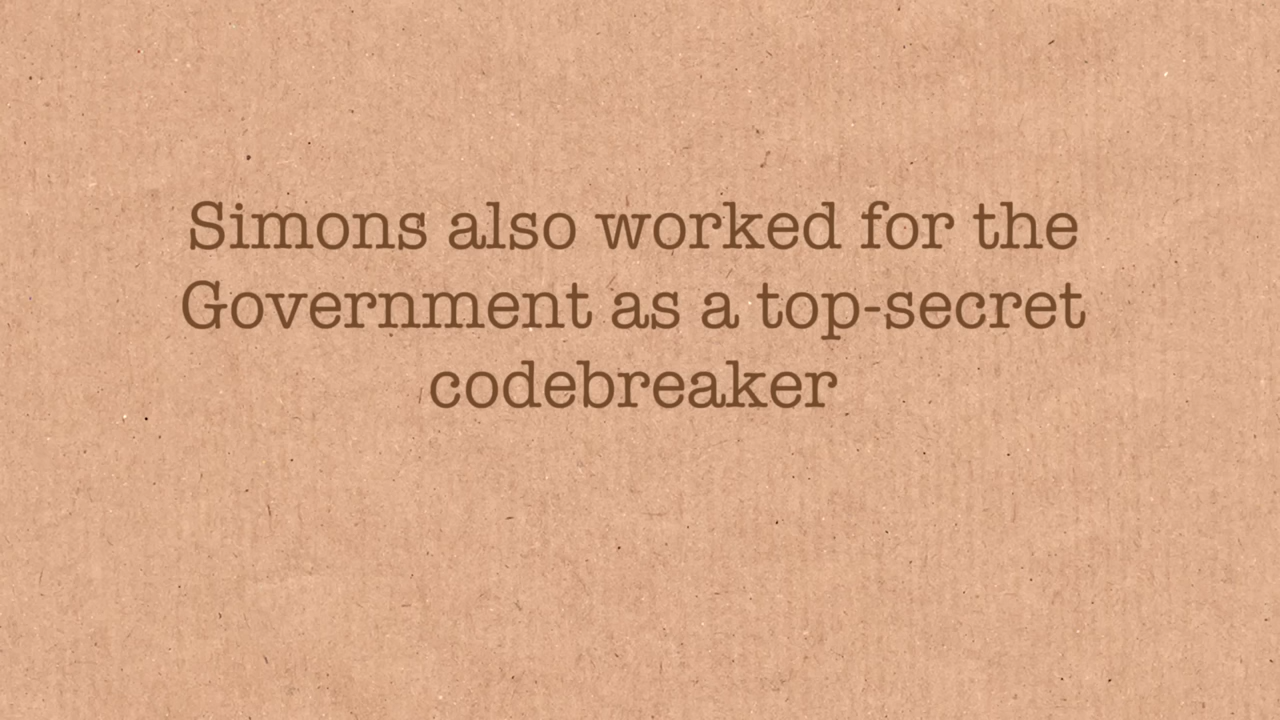 Simons also worked for the
Government as a top-secret
codebreaker